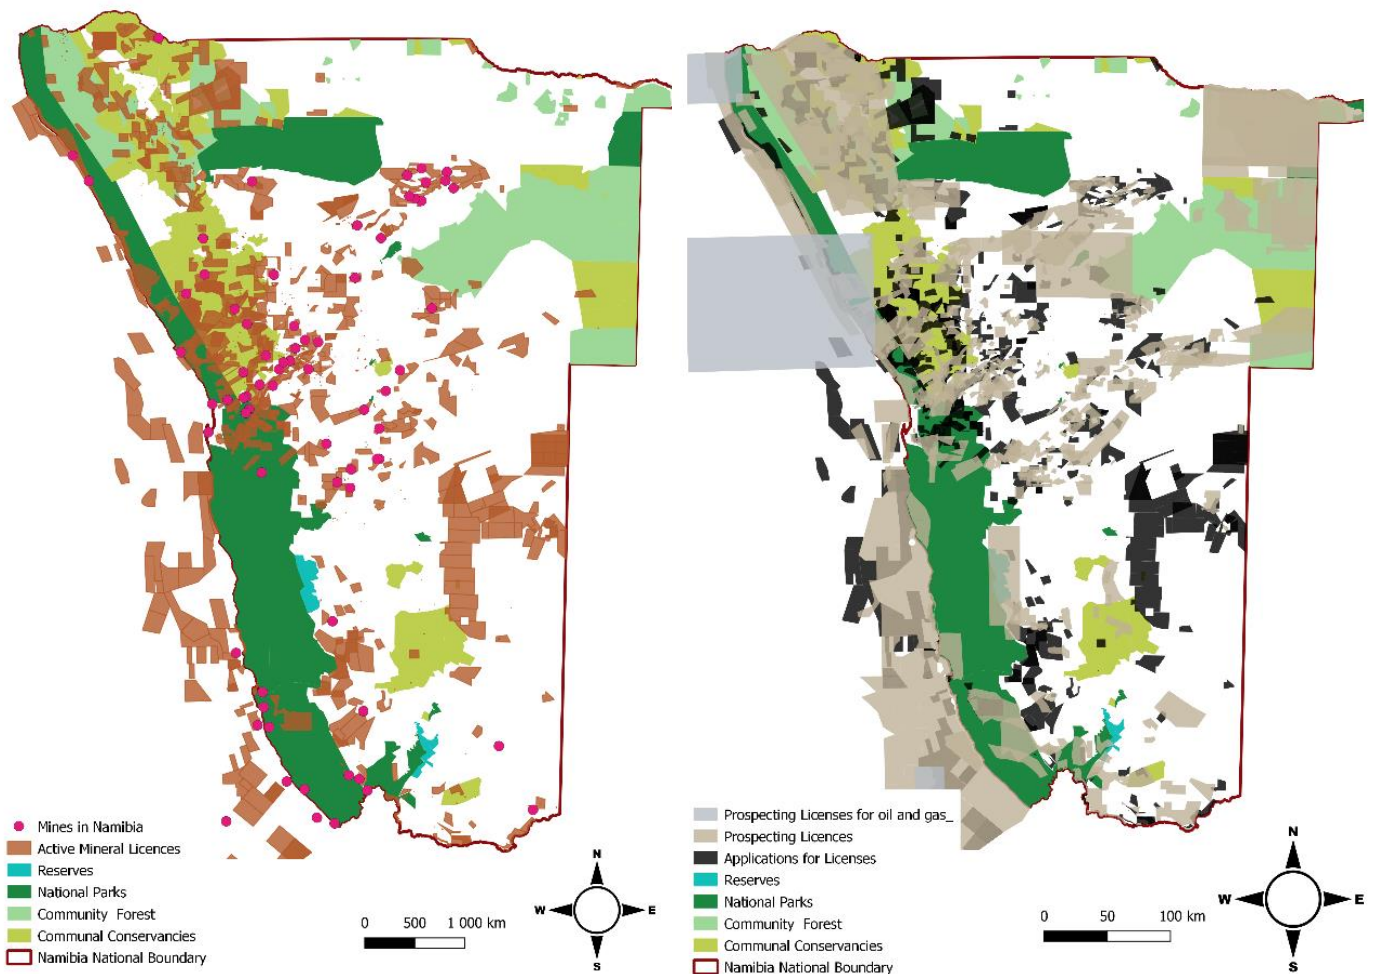 Mines in Namibia
Active Mineral Licences
Reserves
National Parks
Community Forest
Communal Conservancies
Namibia National Boundary
N
W E
S
0 500 1 000 km
Prospecting Licenses for oil and gas_
Prospecting Licences
Applications for Licenses
Reserves
National Parks
Community Forest
Communal Conservancies
Namibia National Boundary
N
W E
S
0 50 100 km